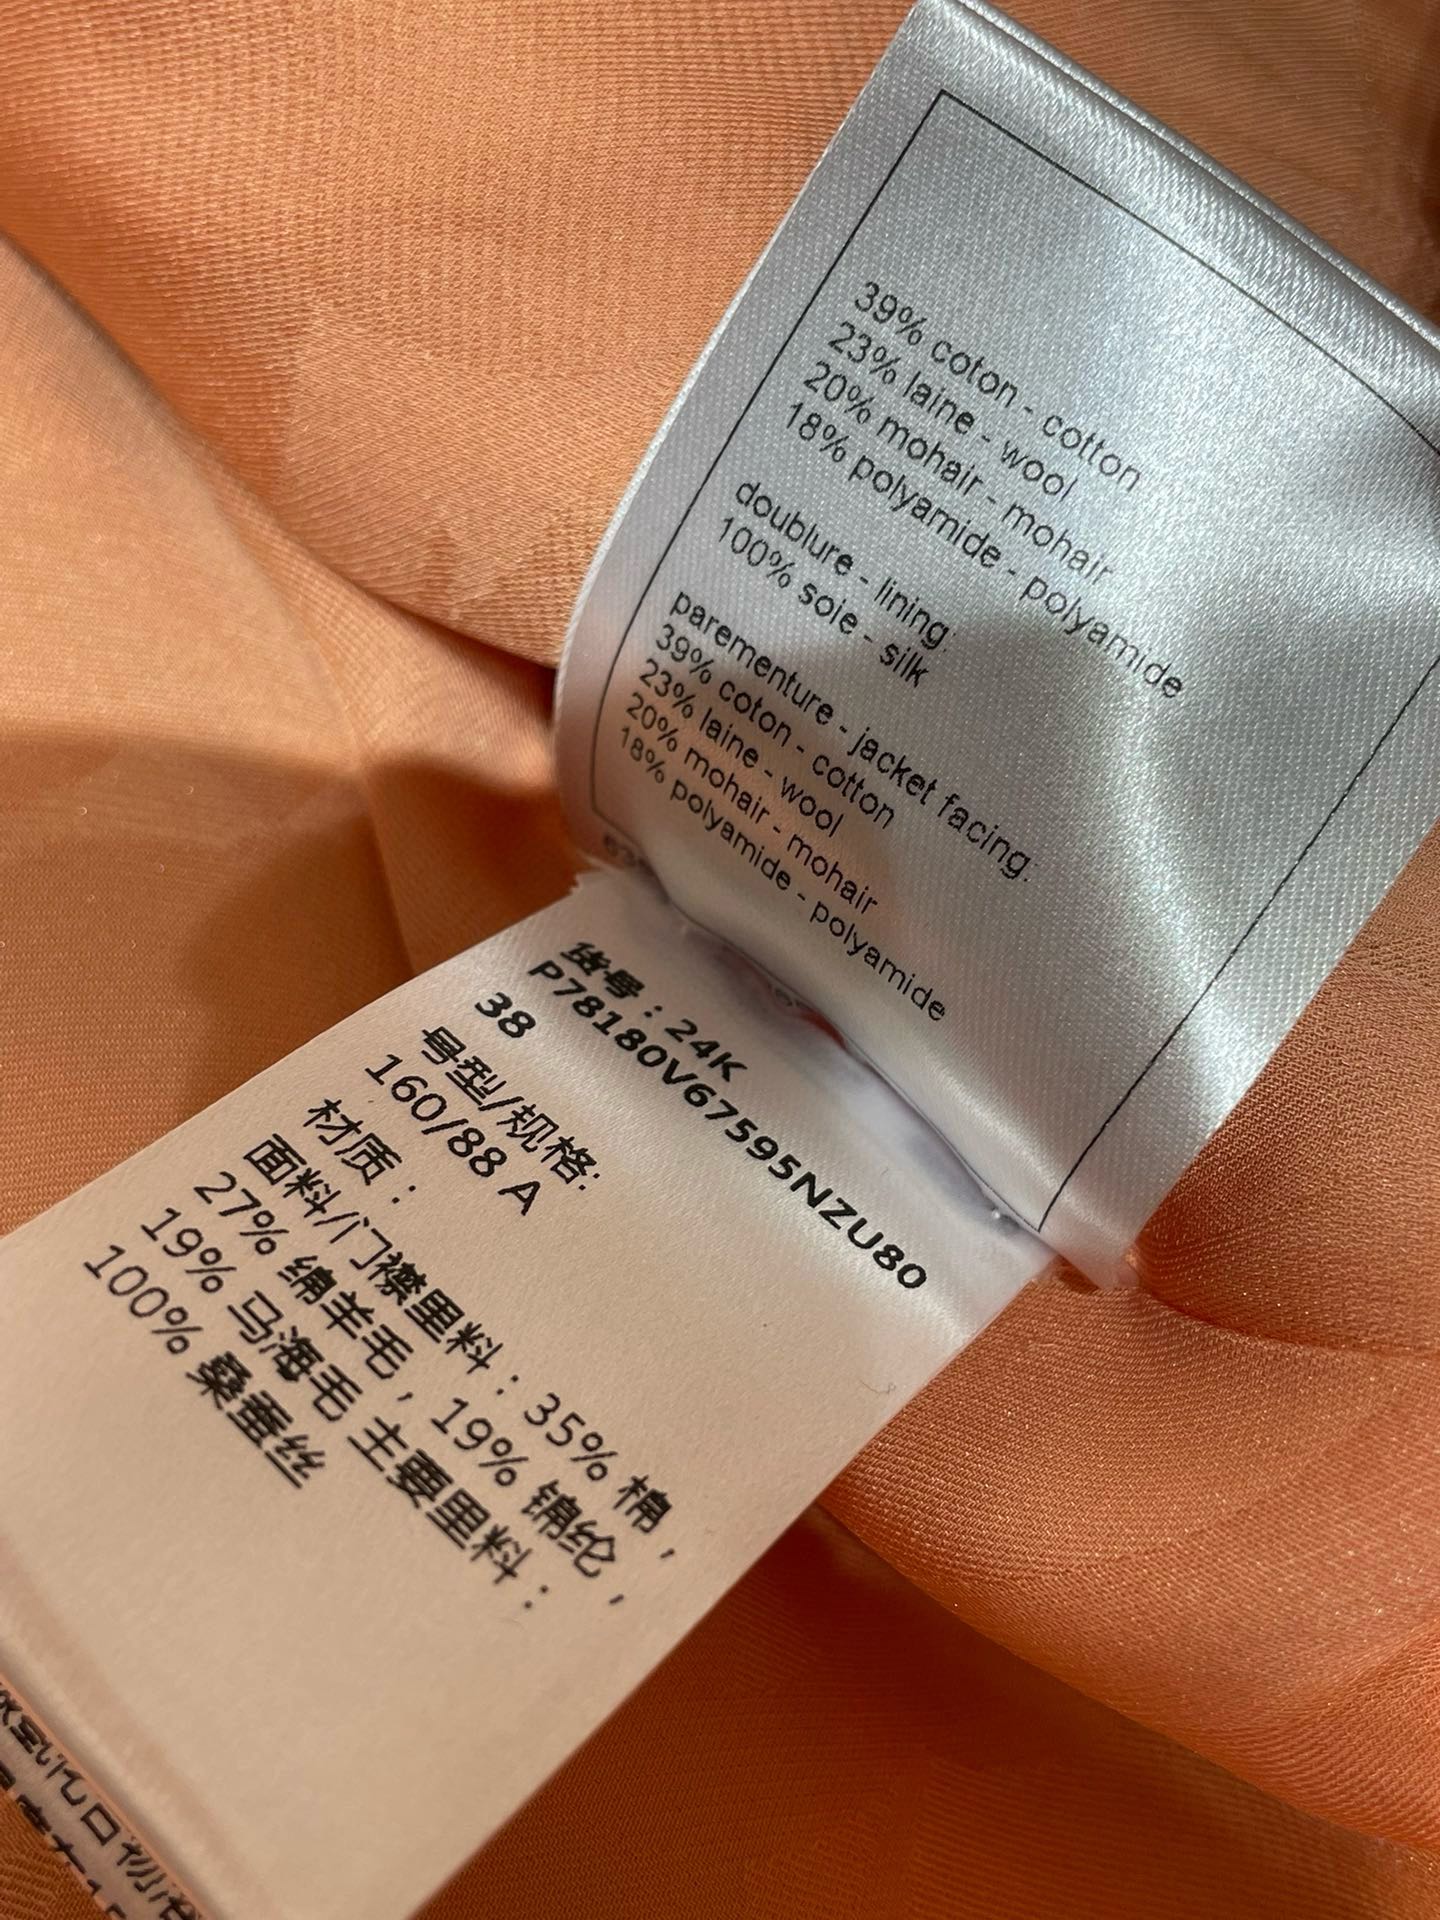 39% coton - cotton
23% laine - wool
20% mohair - mohair
18% polyamide - polyamide
doublure - lining:
100% soie - silk
parementure - jacket facing:
39% coton - cotton
23% laine - wool
20% mohair - mohair
18% polyamide - polyamide
货号：24K
P78180V67595NZU80
38
号型/规格:
160/88 A
材质：
面料/门襟里料：35% 棉，
27% 绵羊毛，19% 锦纶，
19% 马海毛 主要里料：
100% 桑蚕丝